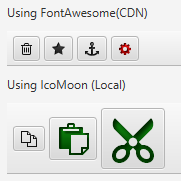 Using FontAwesome(CDN)
Using IcoMoon (Local)